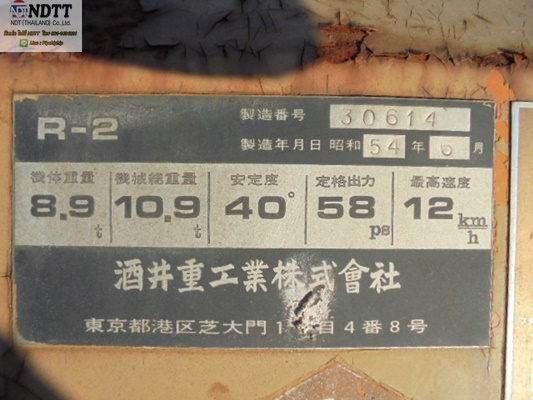 NDTT
NDT (THAILAND) Co.,Ltd.
R-2
製造番号 30614
製造年月日 昭和 54 年 6 月
機体重量 機械総重量 安定度 定格出力 最高速度
8.9 t 10.9 t 40° 58 ps 12 km/h
酒井重工業株式會社
東京都港区芝大門1 目4番8号